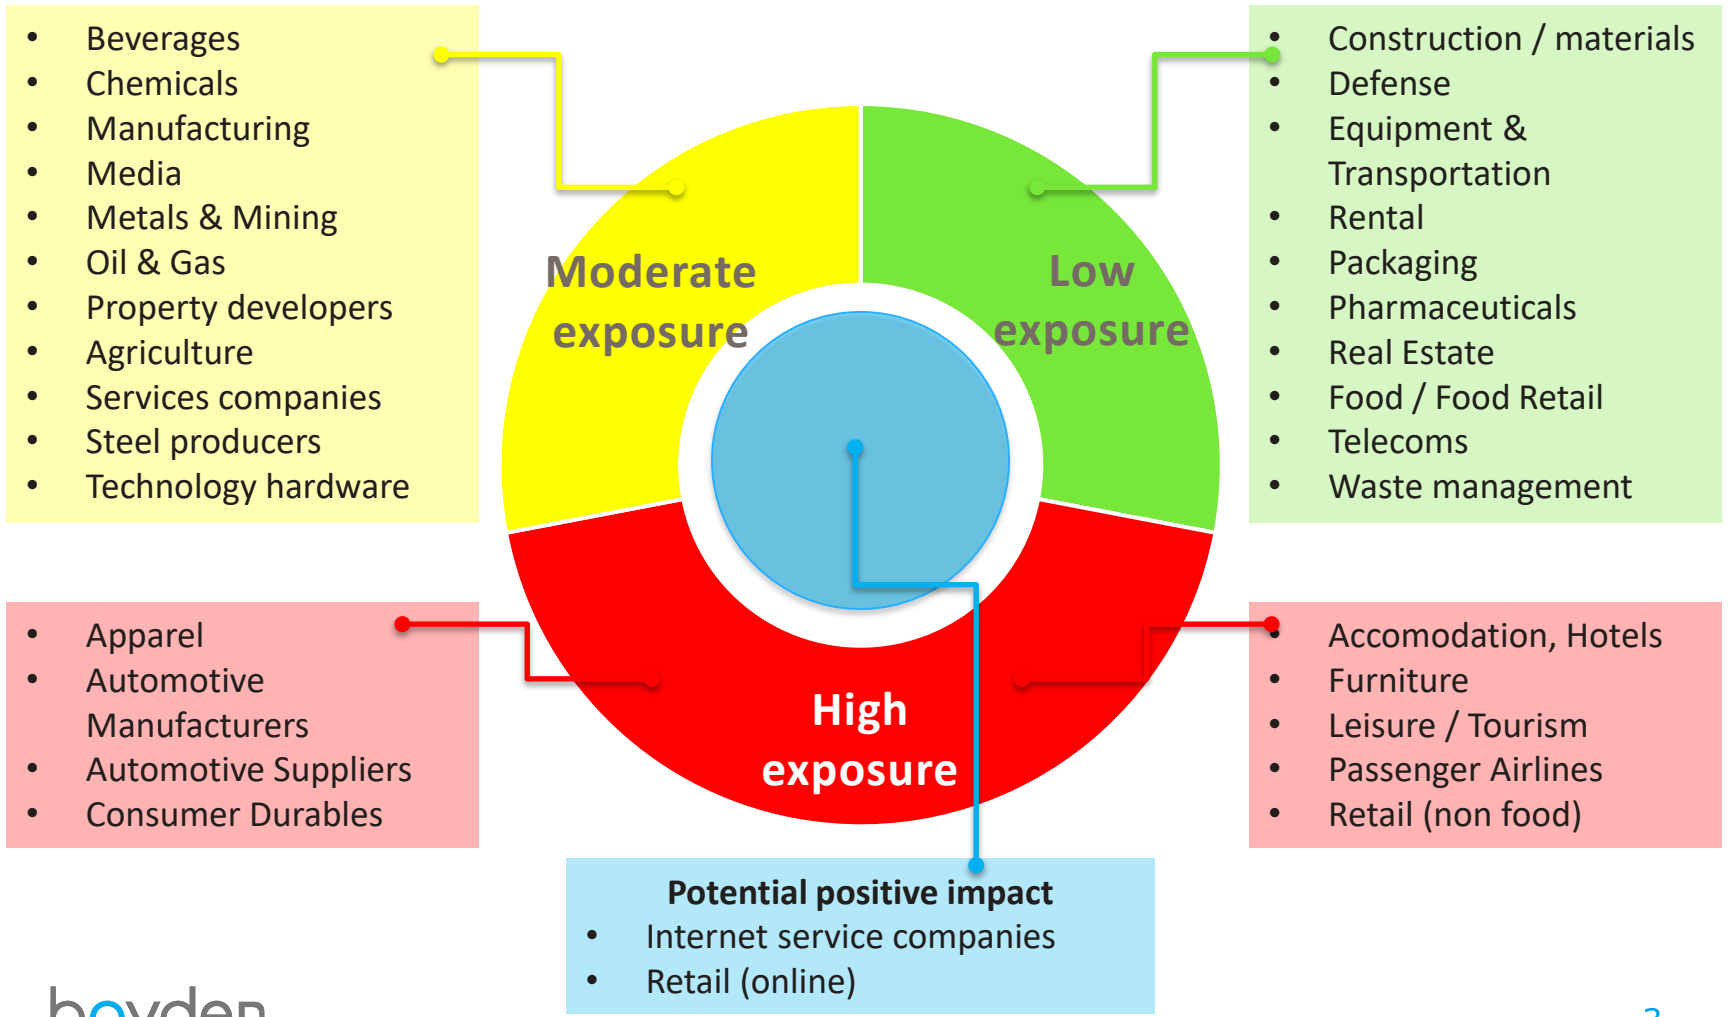 • Beverages
• Chemicals
• Manufacturing
• Media
• Metals & Mining
• Oil & Gas
• Property developers
• Agriculture
• Services companies
• Steel producers
• Technology hardware
Moderate
exposure
Low
exposure
• Construction / materials
• Defense
• Equipment &
Transportation
• Rental
• Packaging
• Pharmaceuticals
• Real Estate
• Food / Food Retail
• Telecoms
• Waste management
• Apparel
• Automotive
Manufacturers
• Automotive Suppliers
• Consumer Durables
High
exposure
• Accomodation, Hotels
• Furniture
• Leisure / Tourism
• Passenger Airlines
• Retail (non food)
Potential positive impact
• Internet service companies
• Retail (online)
boyden